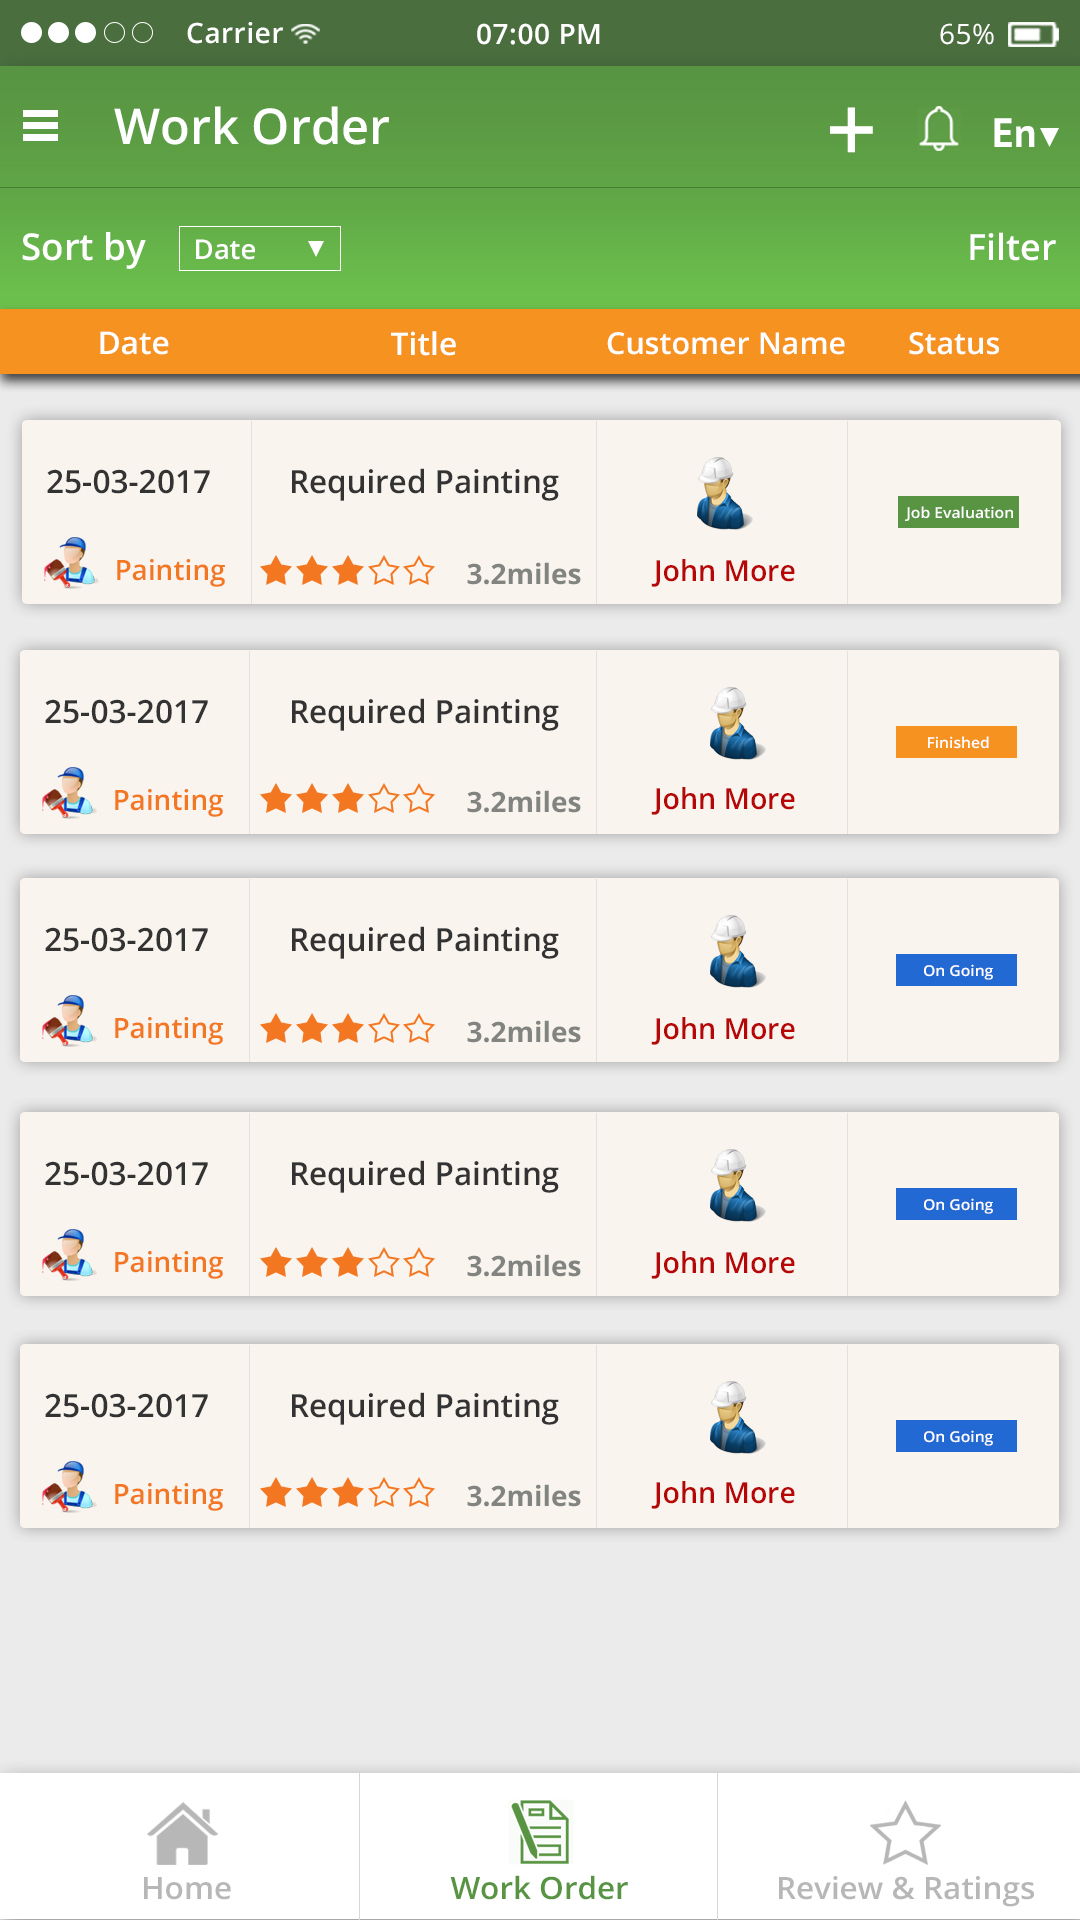 Carrier 07:00 PM 65%
Work Order En▼
Sort by Date ▼ Filter
Date Title Customer Name Status
25-03-2017 Required Painting
Job Evaluation
Painting 3.2miles John More
25-03-2017 Required Painting
Finished
Painting 3.2miles John More
25-03-2017 Required Painting
On Going
Painting 3.2miles John More
25-03-2017 Required Painting
On Going
Painting 3.2miles John More
25-03-2017 Required Painting
On Going
Painting 3.2miles John More
Home Work Order Review & Ratings